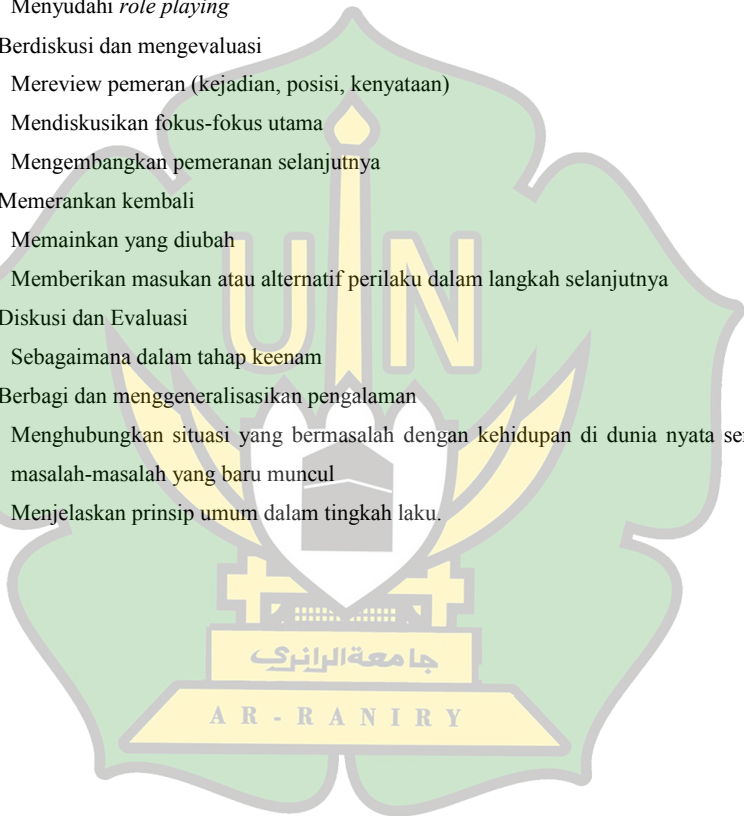 Menyudahi role playing
Berdiskusi dan mengevaluasi
Mereview pemeran (kejadian, posisi, kenyataan)
Mendiskusikan fokus-fokus utama
Mengembangkan pemeranan selanjutnya
Memerankan kembali
Memainkan yang diubah
Memberikan masukan atau alternatif perilaku dalam langkah selanjutnya
Diskusi dan Evaluasi
Sebagaimana dalam tahap keenam
Berbagi dan menggeneralisasikan pengalaman
Menghubungkan situasi yang bermasalah dengan kehidupan di dunia nyata
masalah-masalah yang baru muncul
Menjelaskan prinsip umum dalam tingkah laku.
UIN
جامعة الرانري
AR-RANIRY